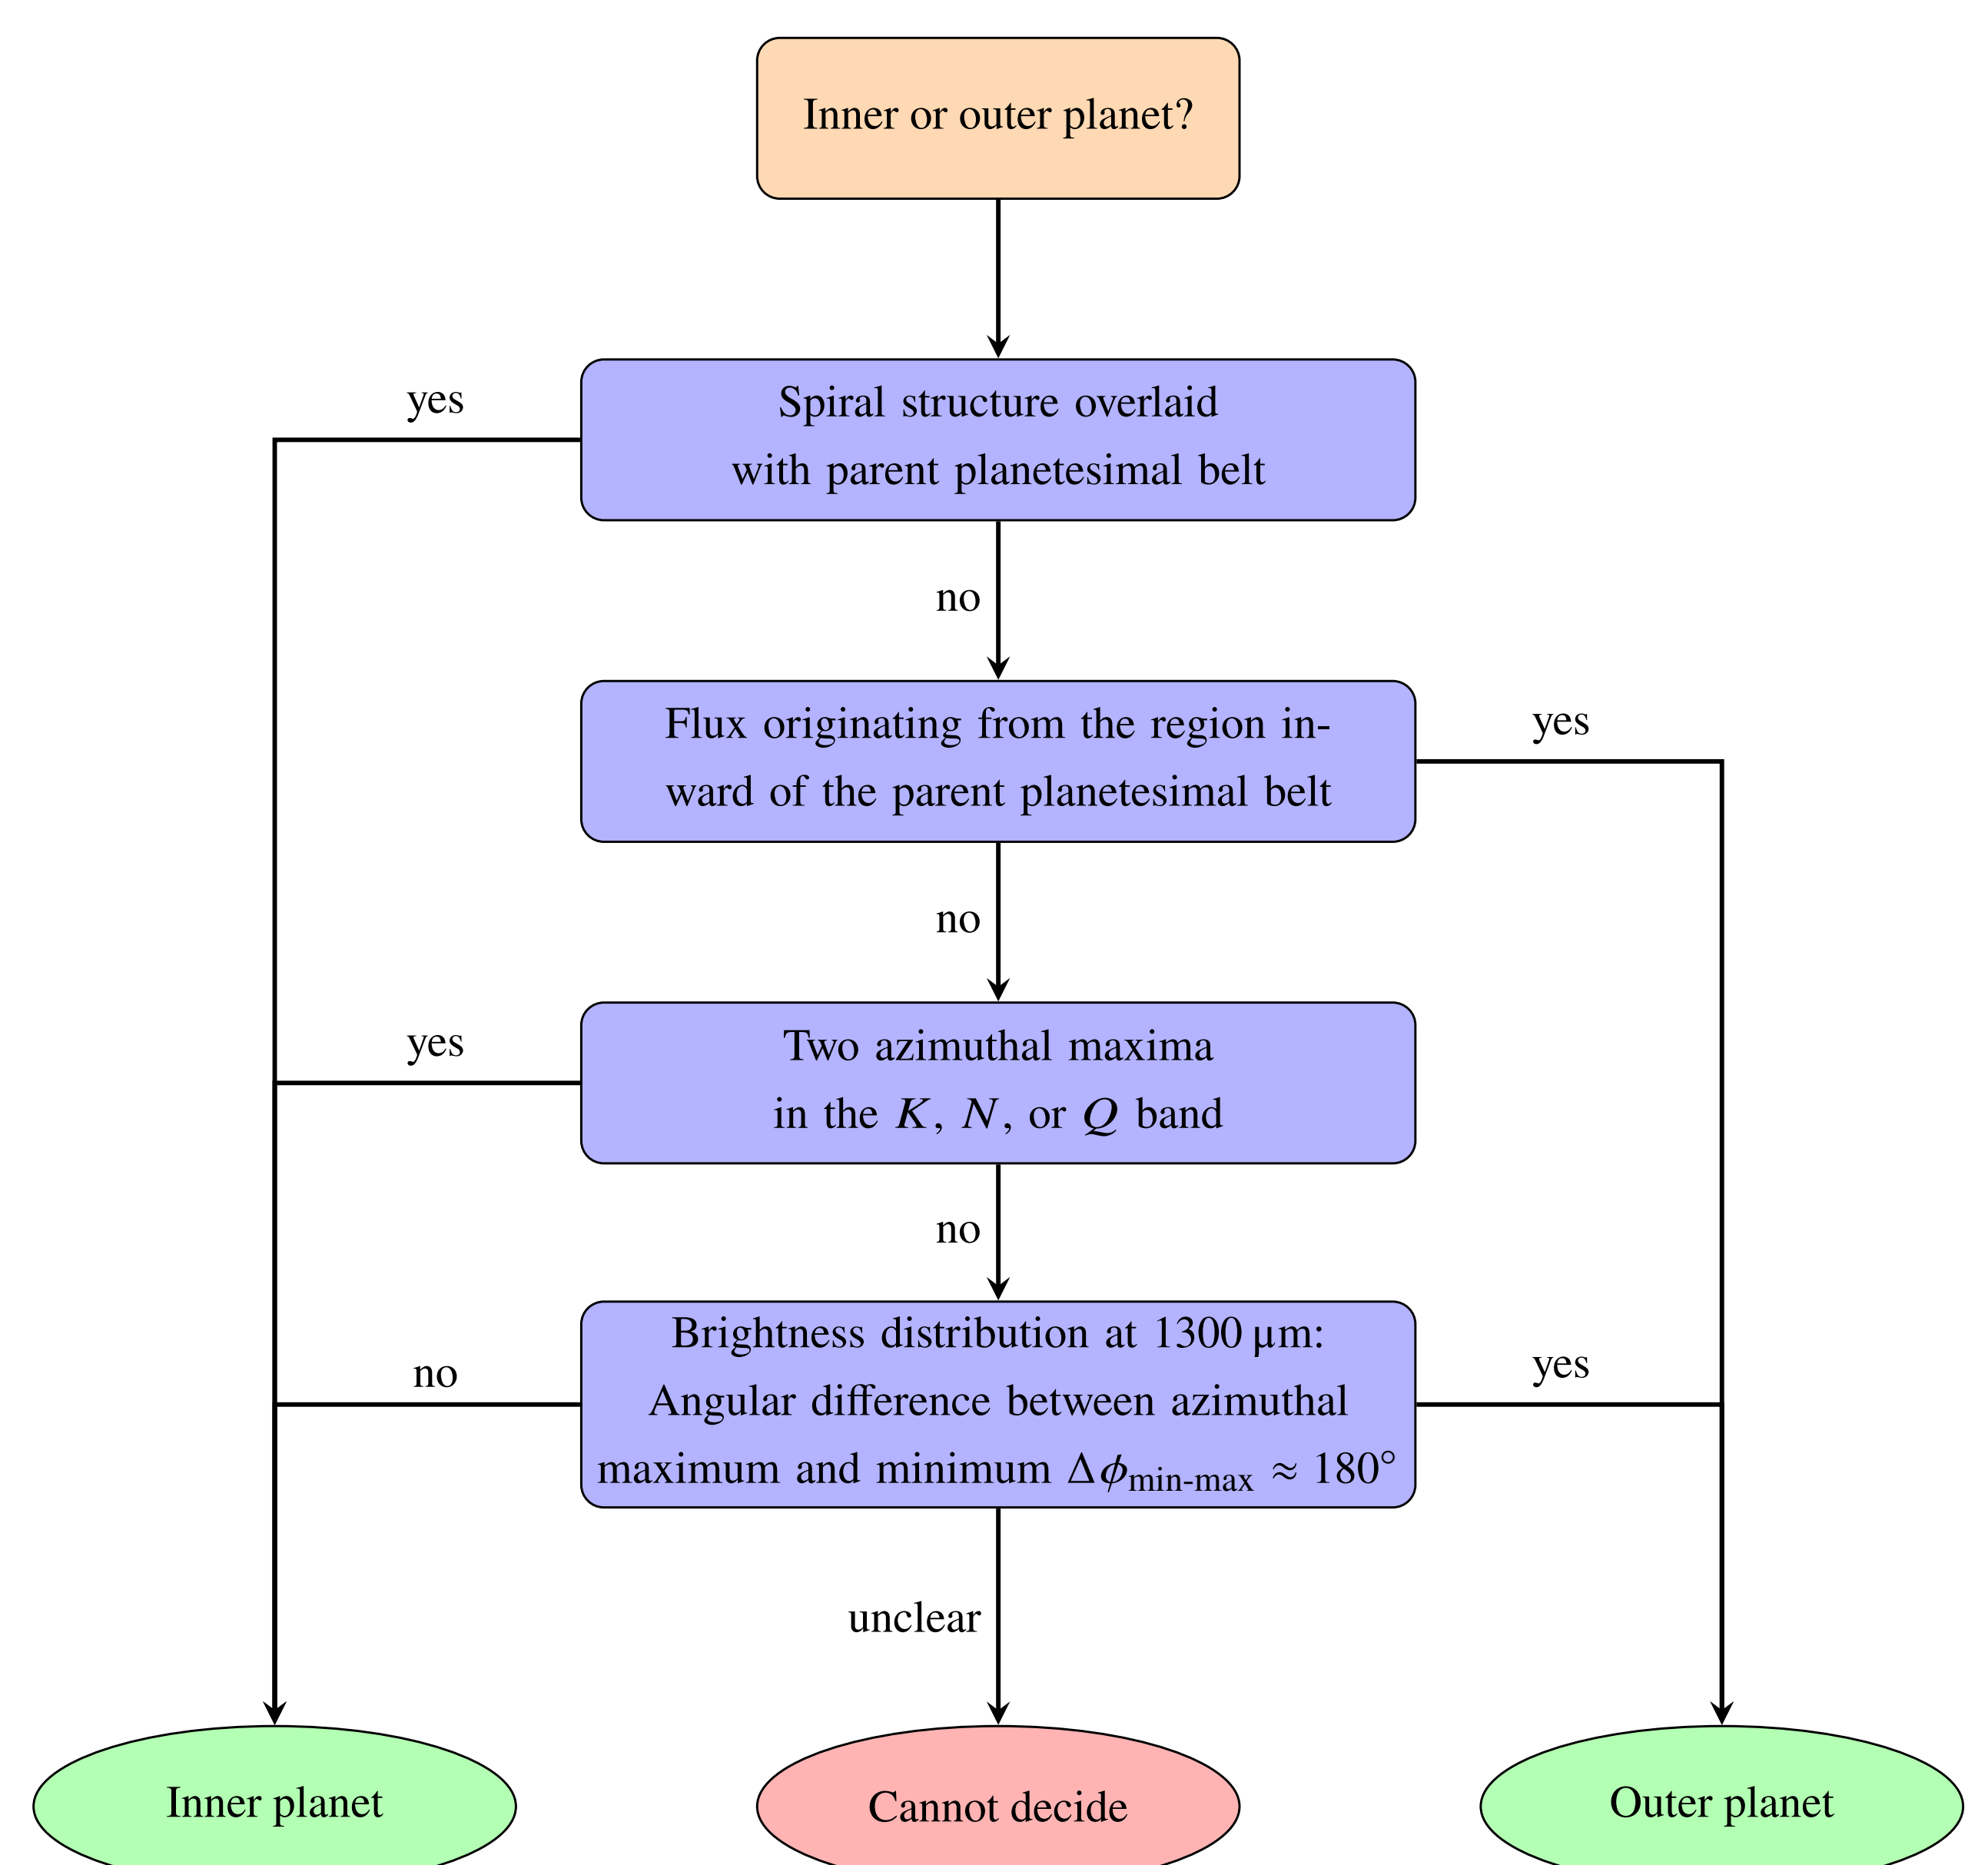 Inner or outer planet?
yes
Spiral structure overlaid
with parent planetesimal belt
no
Flux originating from the region in-
ward of the parent planetesimal belt
yes
no
yes
Two azimuthal maxima
in the K, N, or Q band
no
no
Brightness distribution at 1300 µm:
Angular difference between azimuthal
maximum and minimum Δϕmin-max ≈ 180°
yes
unclear
Inner planet
Cannot decide
Outer planet